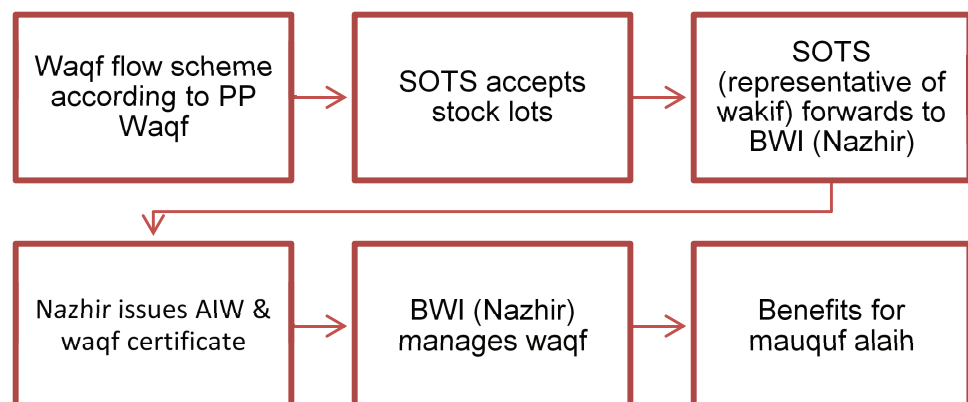 Waqf flow scheme
according to PP
Waqf
SOTS accepts
stock lots
SOTS
(representative of
wakif) forwards to
BWI (Nazhir)
Nazhir issues AIW &
waqf certificate
BWI (Nazhir)
manages waqf
Benefits for
mauquf alaih